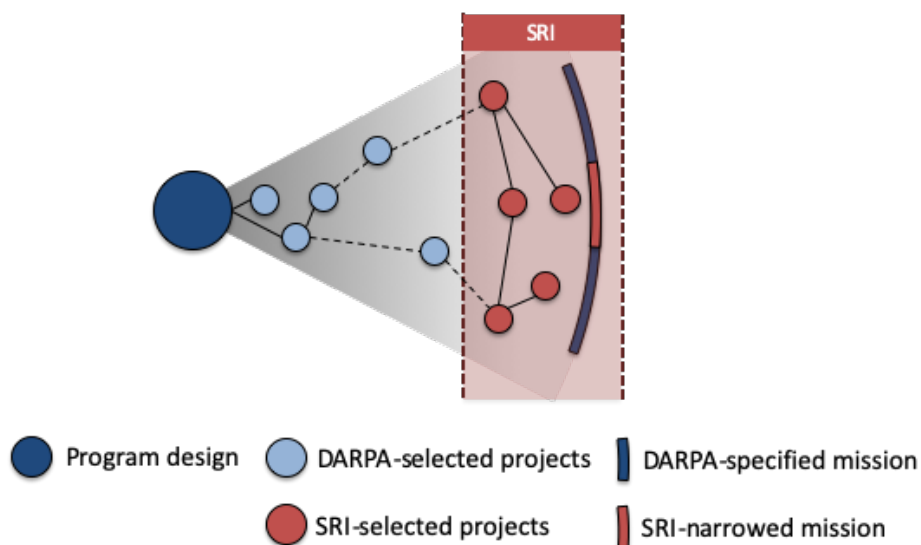 SRI
Program design
DARPA-selected projects
DARPA-specified mission
SRI-selected projects
SRI-narrowed mission